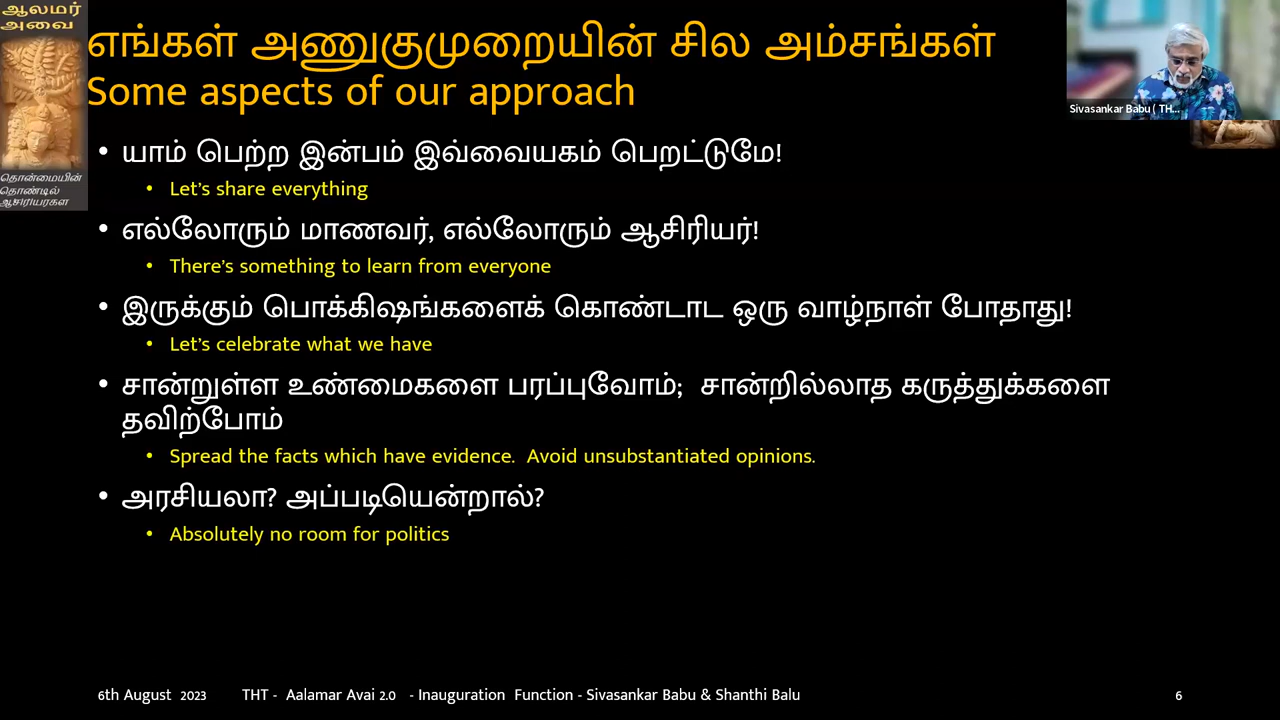 ஆலமர்
அவை
எங்கள் அணுகுமுறையின் சில அம்சங்கள்
Some aspects of our approach
Sivasankar Babu ( TH...
• யாம் பெற்ற இன்பம் இவ்வையகம் பெறட்டுமே!
• Let's share everything
• எல்லோரும் மாணவர், எல்லோரும் ஆசிரியர்!
• There's something to learn from everyone
• இருக்கும் பொக்கிஷங்களைக் கொண்டாட ஒரு வாழ்நாள் போதாது!
• Let's celebrate what we have
• சான்றுள்ள உண்மைகளை பரப்புவோம்; சான்றில்லாத கருத்துக்களை
தவிற்போம்
• Spread the facts which have evidence. Avoid unsubstantiated opinions.
• அரசியலா? அப்படியென்றால்?
• Absolutely no room for politics
தொன்மையின்
தொண்டில்
6th August 2023 THT - Aalamar Avai 2.0 - Inauguration Function - Sivasankar Babu & Shanthi Balu 6